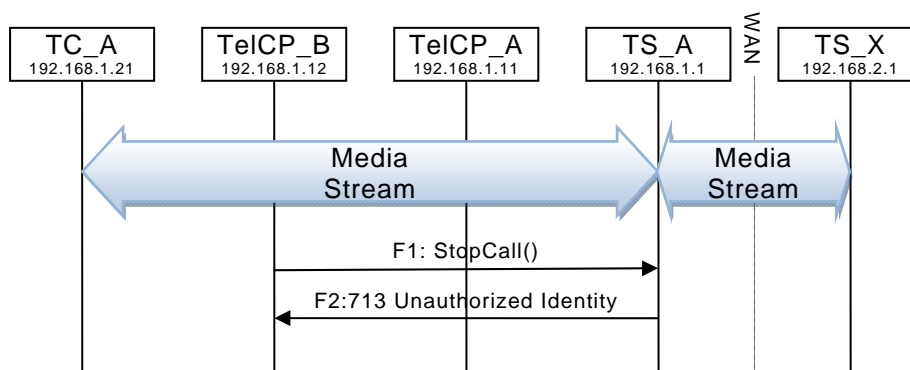 TC_A
192.168.1.21
TelCP_B
192.168.1.12
TelCP_A
192.168.1.11
TS_A
192.168.1.1
WAN
TS_X
192.168.2.1
Media
Stream
Media
Stream
F1: StopCall()
F2:713 Unauthorized Identity